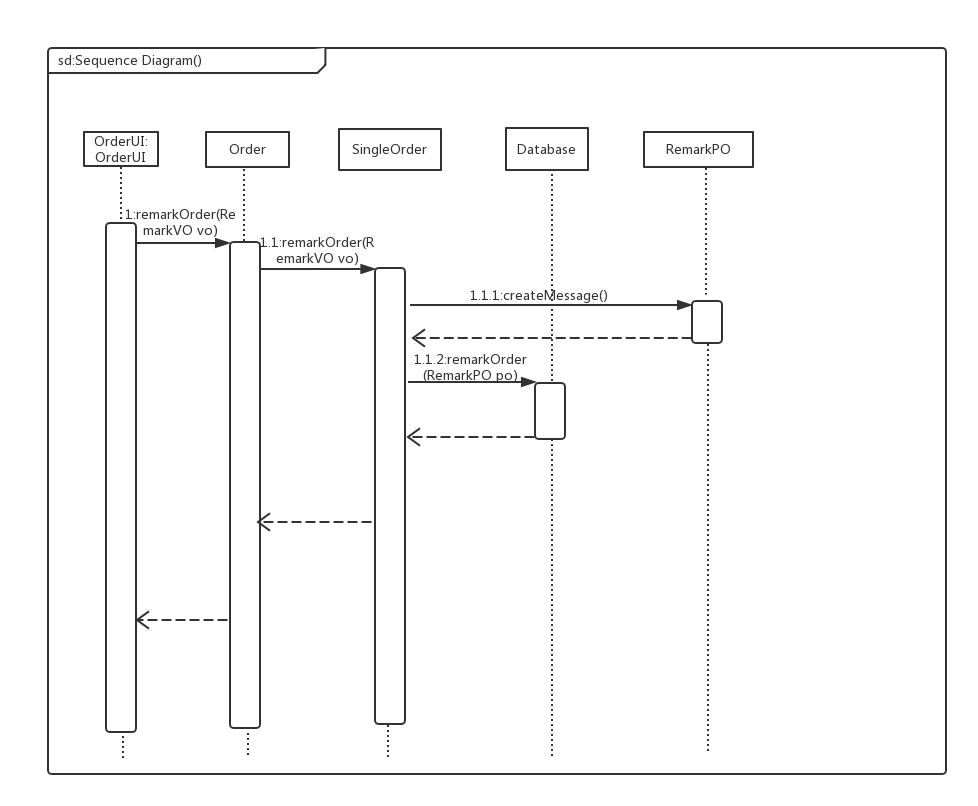 sd:Sequence Diagram()
OrderUI:
OrderUI
Order
SingleOrder
Database
RemarkPO
1:remarkOrder(Re
markVO vo)
1.1:remarkOrder(R
emarkVO vo)
1.1.1:createMessage()
1.1.2:remarkOrder
(RemarkPO po)